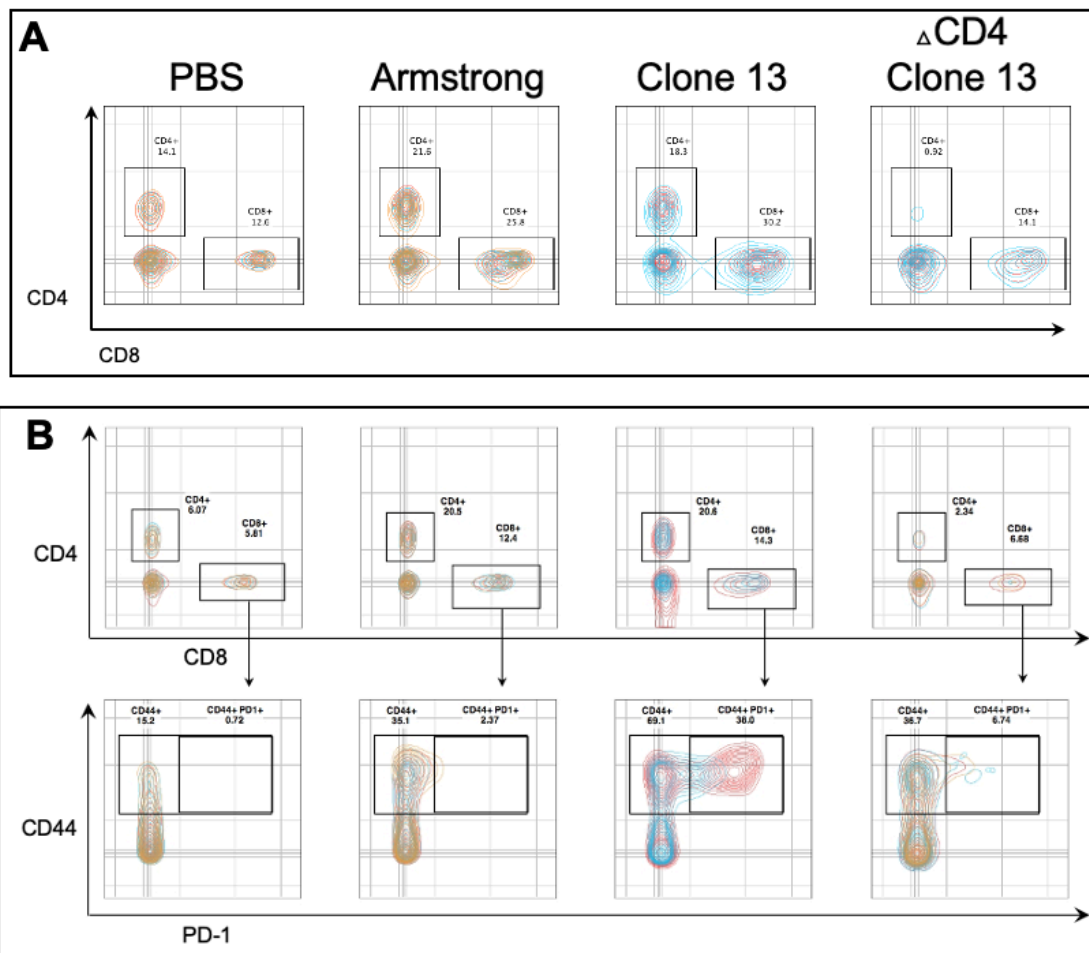 A
PBS
Armstrong
Clone 13
▵CD4
Clone 13
CD4+
14.1
CD8+
12.6
CD4+
21.6
CD8+
25.8
CD4+
18.3
CD8+
30.2
CD4+
0.92
CD8+
14.1
CD4
CD8
B
CD4+
6.07
CD8+
5.81
CD4+
20.5
CD8+
12.4
CD4+
20.6
CD8+
14.3
CD4+
2.34
CD8+
6.68
CD4
CD8
CD44+
15.2
CD44+ PD1+
0.72
CD44+
35.1
CD44+ PD1+
2.37
CD44+
69.1
CD44+ PD1+
38.0
CD44+
36.7
CD44+ PD1+
6.74
CD44
PD-1